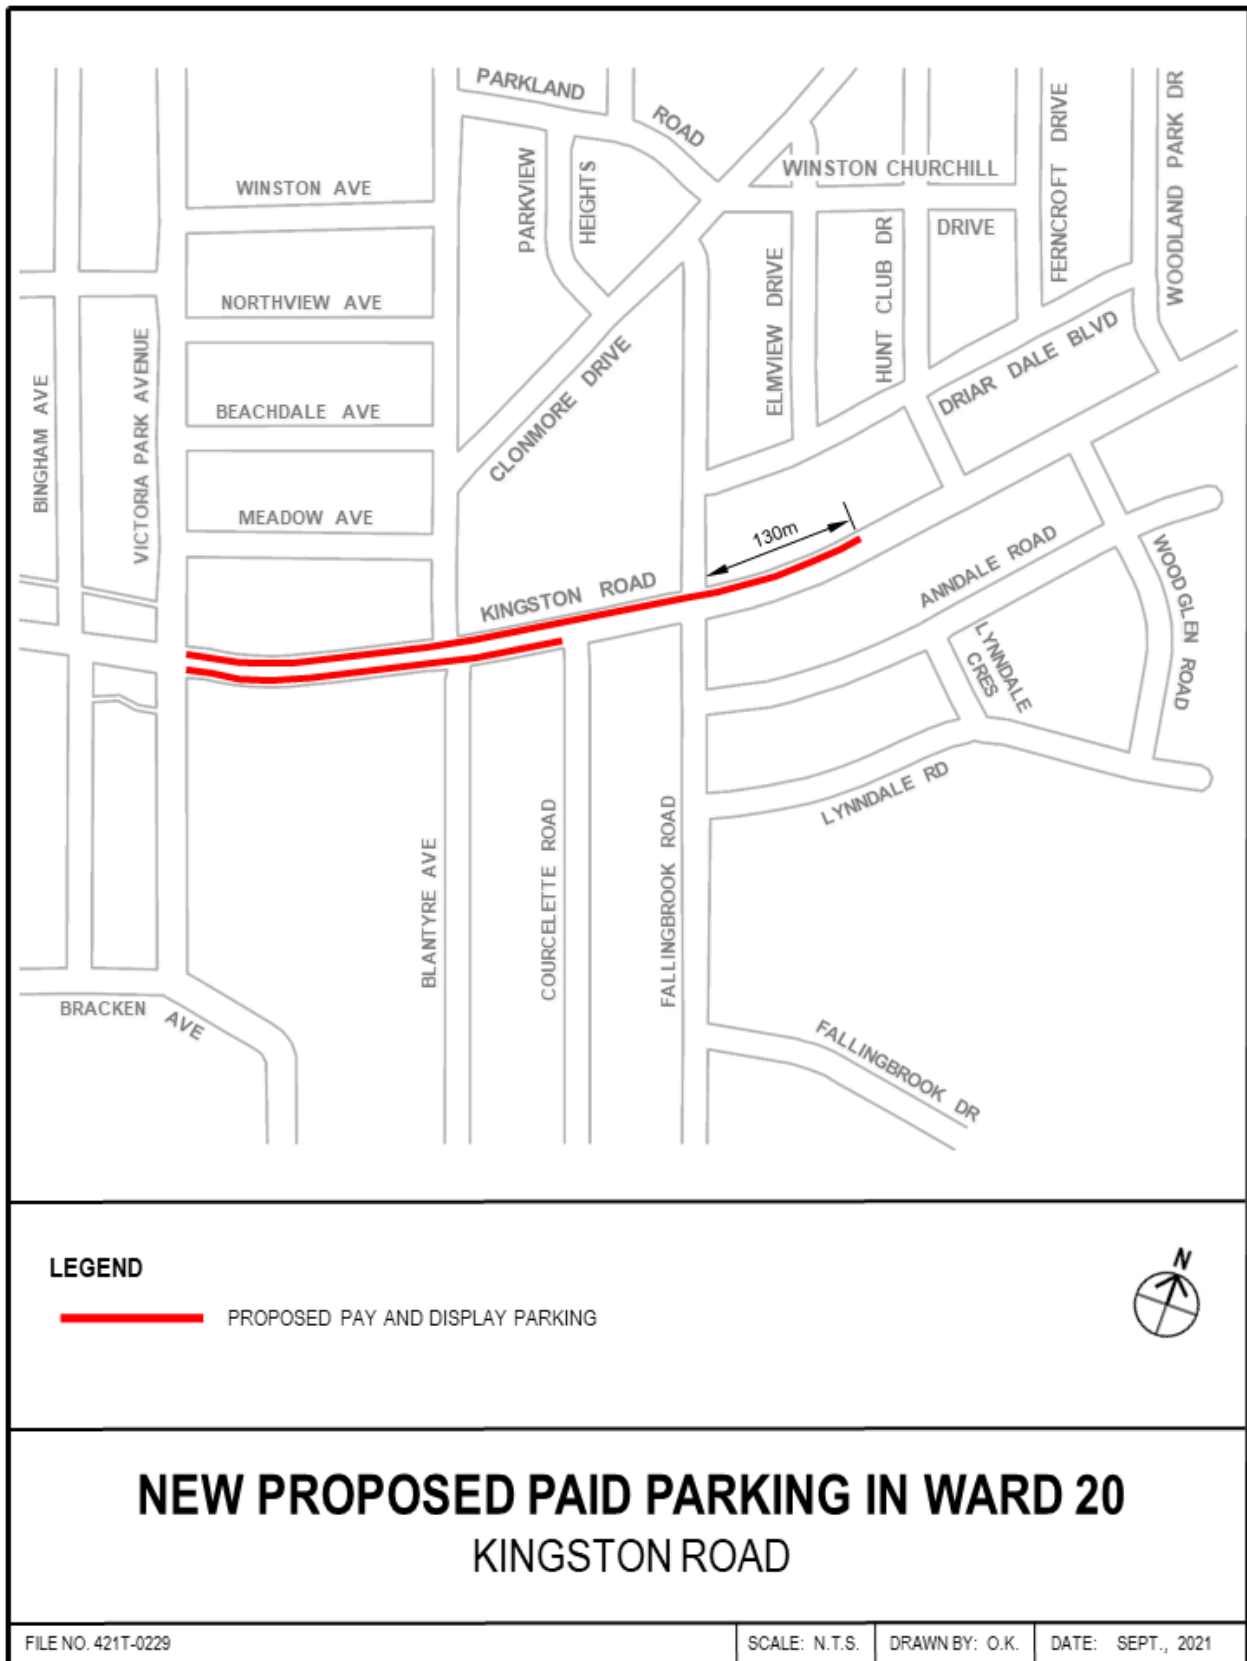 PARKLAND
ROAD
WINSTON CHURCHILL
DRIVE
WINSTON AVE
PARKVIEW
HEIGHTS
FERNCROFT DRIVE
WOODLAND PARK DR
NORTHVIEW AVE
ELMVIEW DRIVE
HUNT CLUB DR
BINGHAM AVE
VICTORIA PARK AVENUE
BEACHDALE AVE
CLONMORE DRIVE
DRIAR DALE BLVD
MEADOW AVE
130m
KINGSTON ROAD
ANNDALE ROAD
WOODGLEN ROAD
LYNNDALE
CRES
LYNNDALE RD
BLANTYRE AVE
COURCELETTE ROAD
FALLINGBROOK ROAD
BRACKEN AVE
FALLINGBROOK DR
LEGEND
PROPOSED PAY AND DISPLAY PARKING
N
NEW PROPOSED PAID PARKING IN WARD 20
KINGSTON ROAD
FILE NO. 421T-0229
SCALE: N.T.S.
DRAWN BY: O.K.
DATE: SEPT., 2021